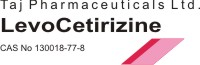 Taj Pharmaceuticals Ltd.
LevoCetirizine
CAS No 130018-77-8